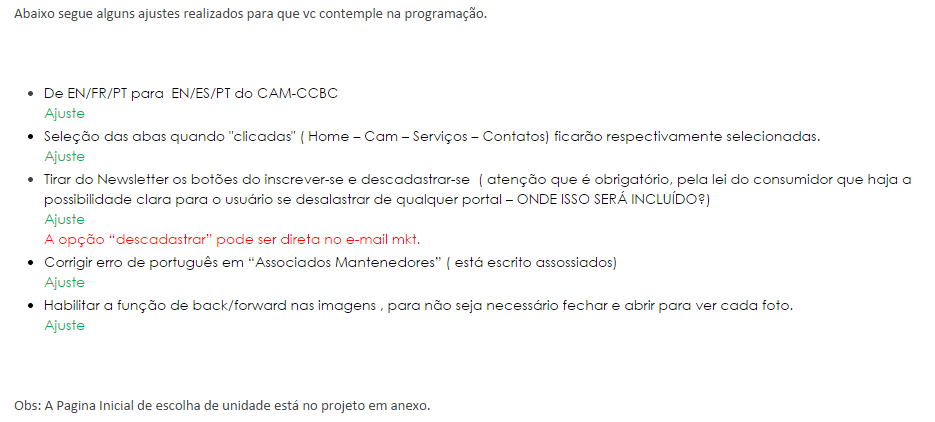 Abaixo segue alguns ajustes realizados para que vc contemple na programação.
• De EN/FR/PT para EN/ES/PT do CAM-CCBC
Ajuste
• Seleção das abas quando "clicadas" ( Home – Cam – Serviços – Contatos) ficarão respectivamente selecionadas.
Ajuste
• Tirar do Newsletter os botões do inscrever-se e descadastrar-se ( atenção que é obrigatório, pela lei do consumidor que haja a
possibilidade clara para o usuário se desalastrar de qualquer portal – ONDE ISSO SERÁ INCLUÍDO?)
Ajuste
A opção “descadastrar” pode ser direta no e-mail mkt.
• Corrigir erro de português em “Associados Mantenedores” ( está escrito assossiados)
Ajuste
• Habilitar a função de back/forward nas imagens , para não seja necessário fechar e abrir para ver cada foto.
Ajuste
Obs: A Pagina Inicial de escolha de unidade está no projeto em anexo.